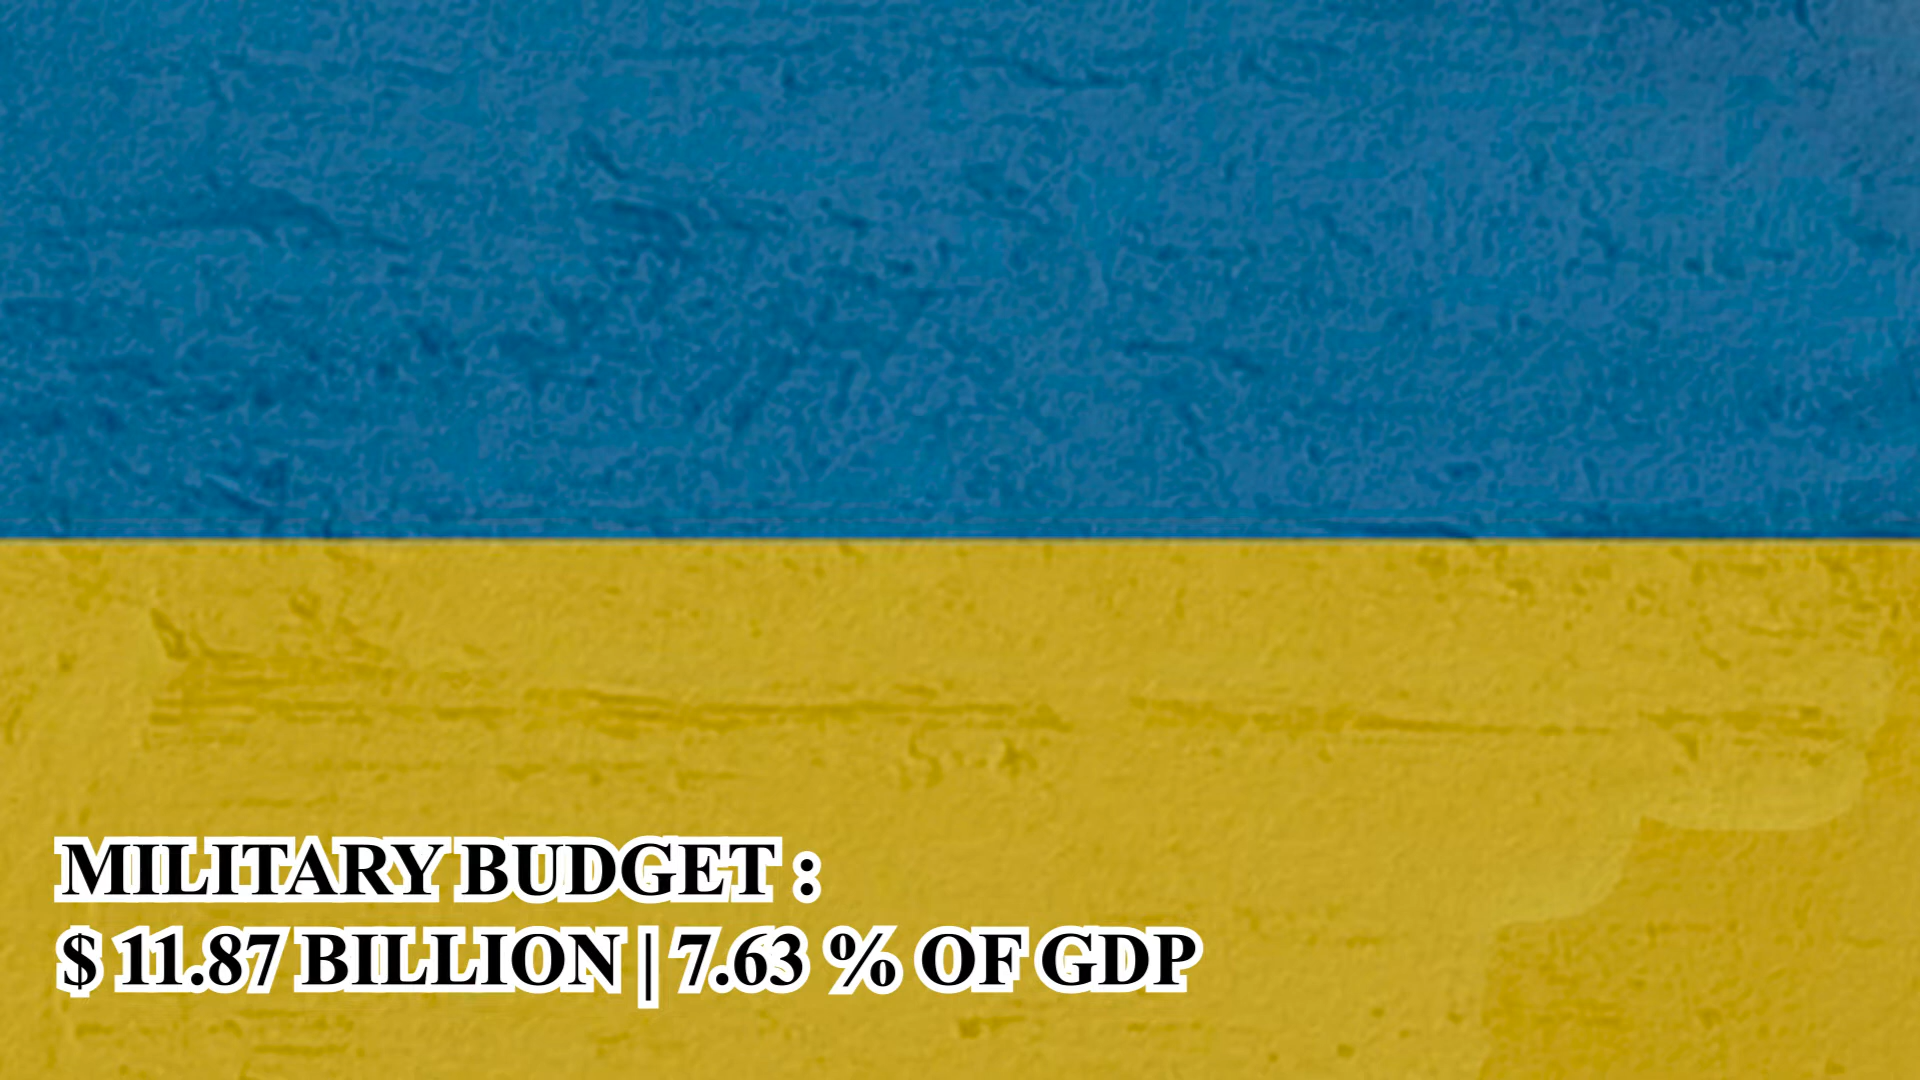 MILITARY BUDGET :
$ 11.87 BILLION | 7.63 % OF GDP